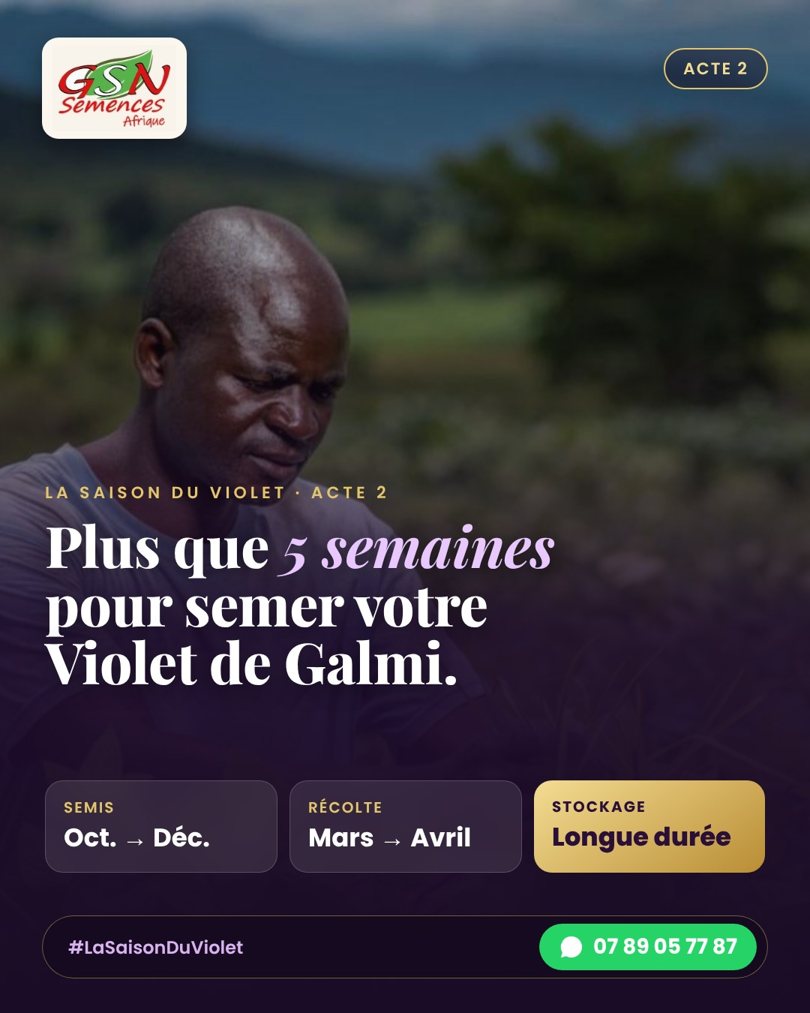 GSN
Semences
Afrique
ACTE 2
LA SAISON DU VIOLET · ACTE 2
Plus que 5 semaines
pour semer votre
Violet de Galmi.
SEMIS
Oct. → Déc.
RÉCOLTE
Mars → Avril
STOCKAGE
Longue durée
#LaSaisonDuViolet
07 89 05 77 87